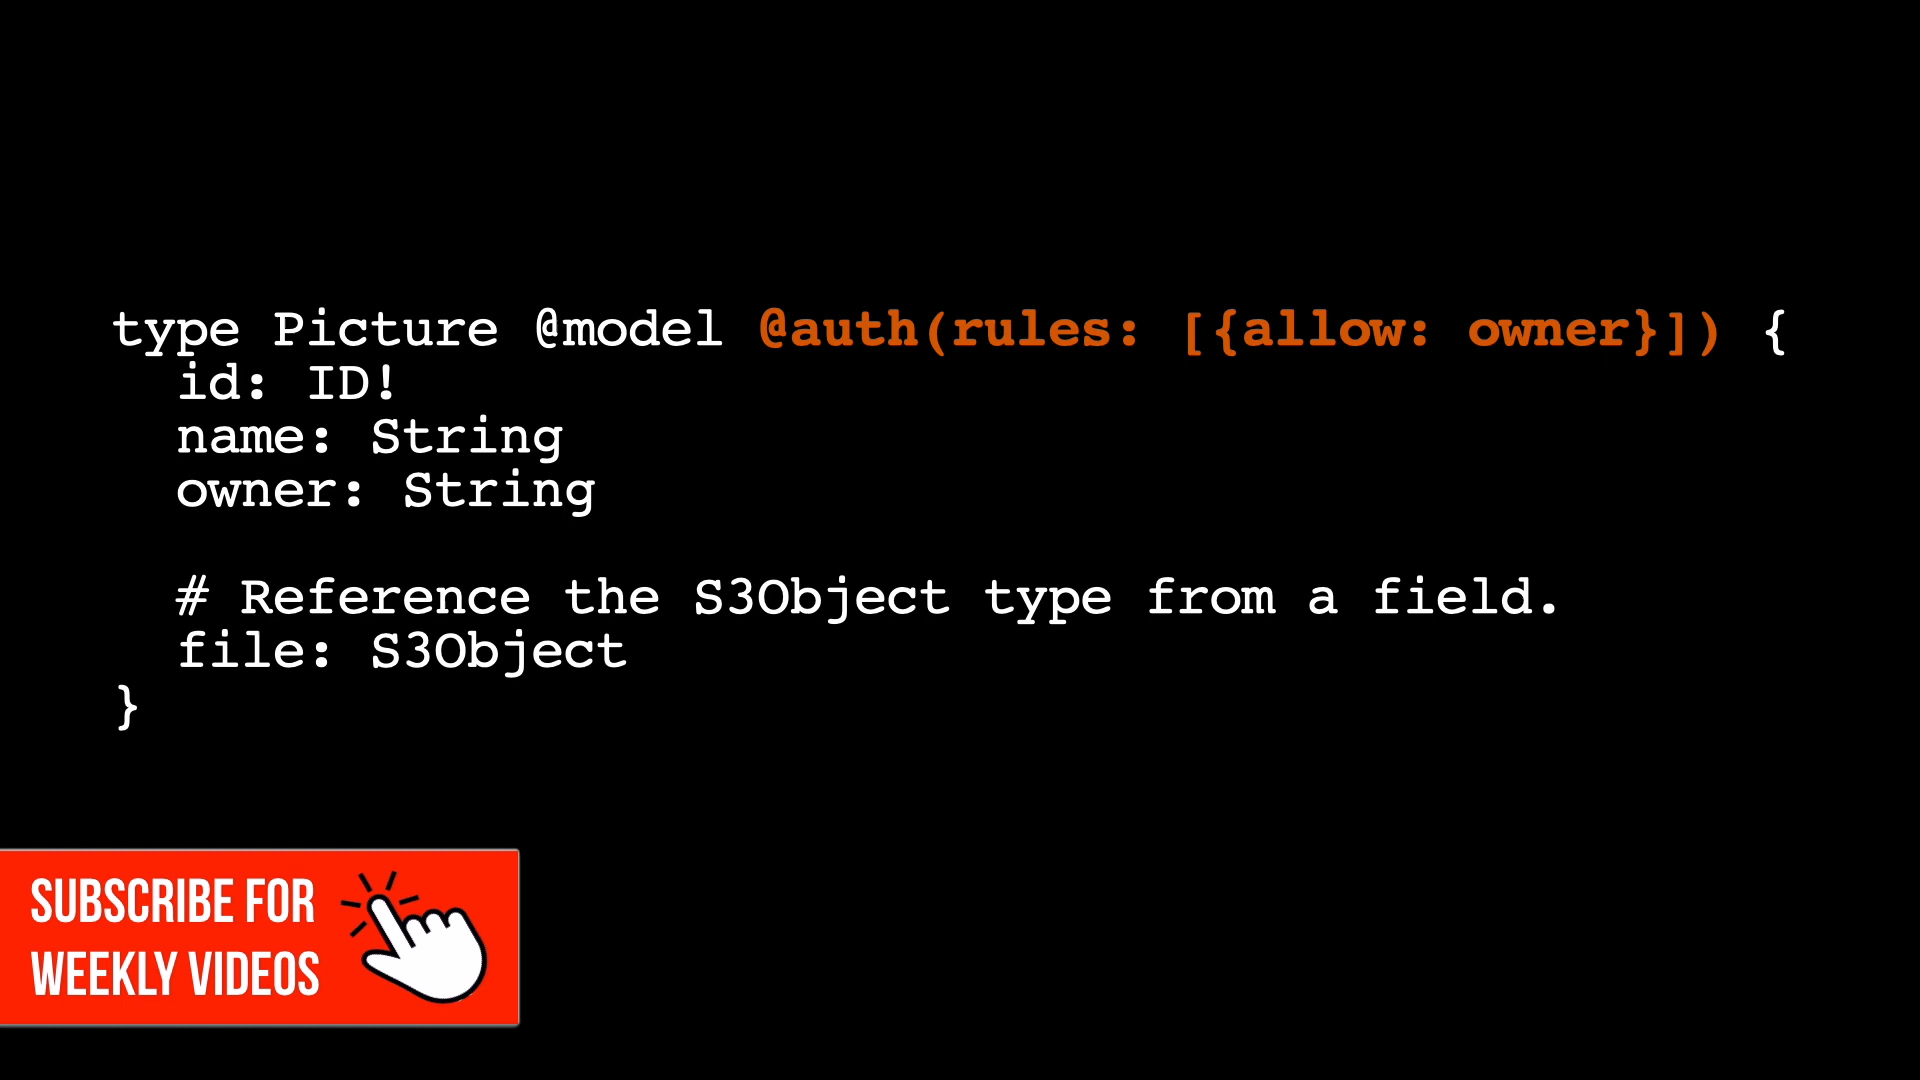 type Picture @model @auth(rules: [{allow: owner}]) {
id: ID!
name: String
owner: String
# Reference the S3Object type from a field.
file: S3Object
}
SUBSCRIBE FOR
WEEKLY VIDEOS